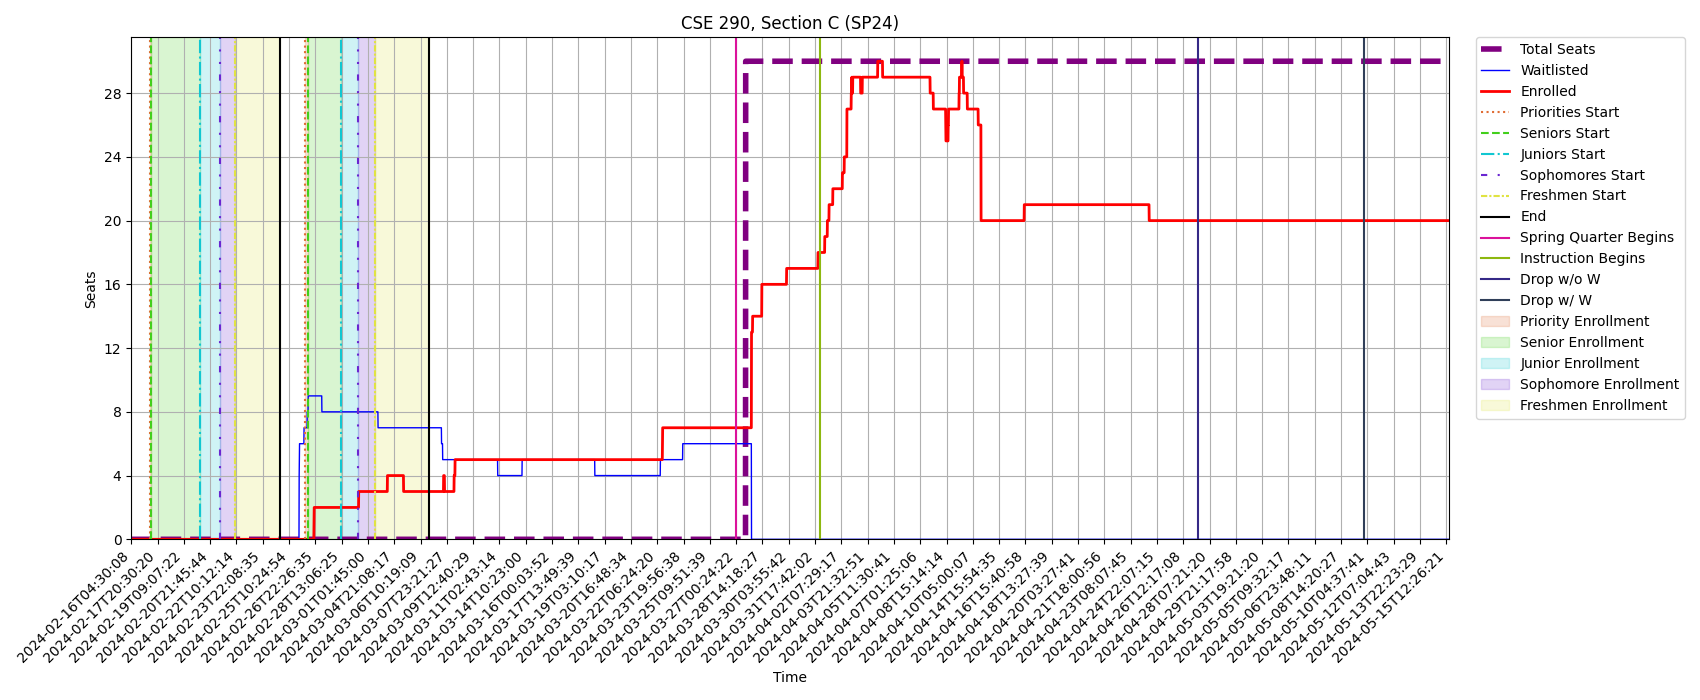 CSE 290, Section C (SP24)
Seats
28
24
20
16
12
8
4
0
2024-02-16T04:30:08
2024-02-17T20:30:20
2024-02-19T09:07:22
2024-02-20T21:45:44
2024-02-22T10:12:14
2024-02-23T22:08:35
2024-02-25T10:24:54
2024-02-26T22:26:35
2024-02-28T13:06:25
2024-03-01T01:45:00
2024-03-04T21:08:17
2024-03-06T10:19:09
2024-03-07T23:21:27
2024-03-09T12:40:29
2024-03-11T02:43:14
2024-03-14T10:23:00
2024-03-16T00:03:52
2024-03-17T13:49:39
2024-03-19T03:10:17
2024-03-20T16:48:34
2024-03-22T06:24:20
2024-03-23T19:56:38
2024-03-25T09:51:39
2024-03-27T00:24:22
2024-03-28T14:18:27
2024-03-30T03:55:42
2024-03-31T17:42:02
2024-04-02T07:29:17
2024-04-03T21:32:51
2024-04-05T11:30:41
2024-04-07T01:25:06
2024-04-08T15:14:14
2024-04-10T05:00:07
2024-04-14T15:54:35
2024-04-16T15:40:58
2024-04-18T13:27:39
2024-04-20T03:27:41
2024-04-21T18:00:56
2024-04-23T08:07:45
2024-04-24T22:07:15
2024-04-26T12:17:08
2024-04-28T07:21:20
2024-04-29T21:17:58
2024-05-03T19:21:20
2024-05-05T09:32:17
2024-05-06T23:48:11
2024-05-08T14:20:27
2024-05-10T04:37:41
2024-05-12T07:04:43
2024-05-13T22:23:29
2024-05-15T12:26:21
Time
Total Seats
Waitlisted
Enrolled
Priorities Start
Seniors Start
Juniors Start
Sophomores Start
Freshmen Start
End
Spring Quarter Begins
Instruction Begins
Drop w/o W
Drop w/ W
Priority Enrollment
Senior Enrollment
Junior Enrollment
Sophomore Enrollment
Freshmen Enrollment